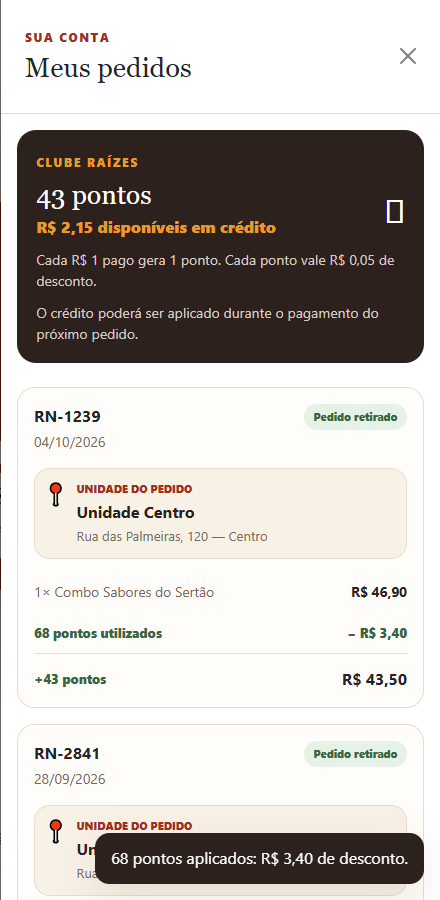 SUA CONTA
Meus pedidos
CLUBE RAÍZES
43 pontos
R$ 2,15 disponíveis em crédito
Cada R$ 1 pago gera 1 ponto. Cada ponto vale R$ 0,05 de
desconto.
O crédito poderá ser aplicado durante o pagamento do
próximo pedido.
RN-1239
Pedido retirado
04/10/2026
UNIDADE DO PEDIDO
Unidade Centro
Rua das Palmeiras, 120 — Centro
1× Combo Sabores do Sertão R$ 46,90
68 pontos utilizados − R$ 3,40
+43 pontos R$ 43,50
RN-2841
Pedido retirado
28/09/2026
UNIDADE DO PEDIDO
68 pontos aplicados: R$ 3,40 de desconto.